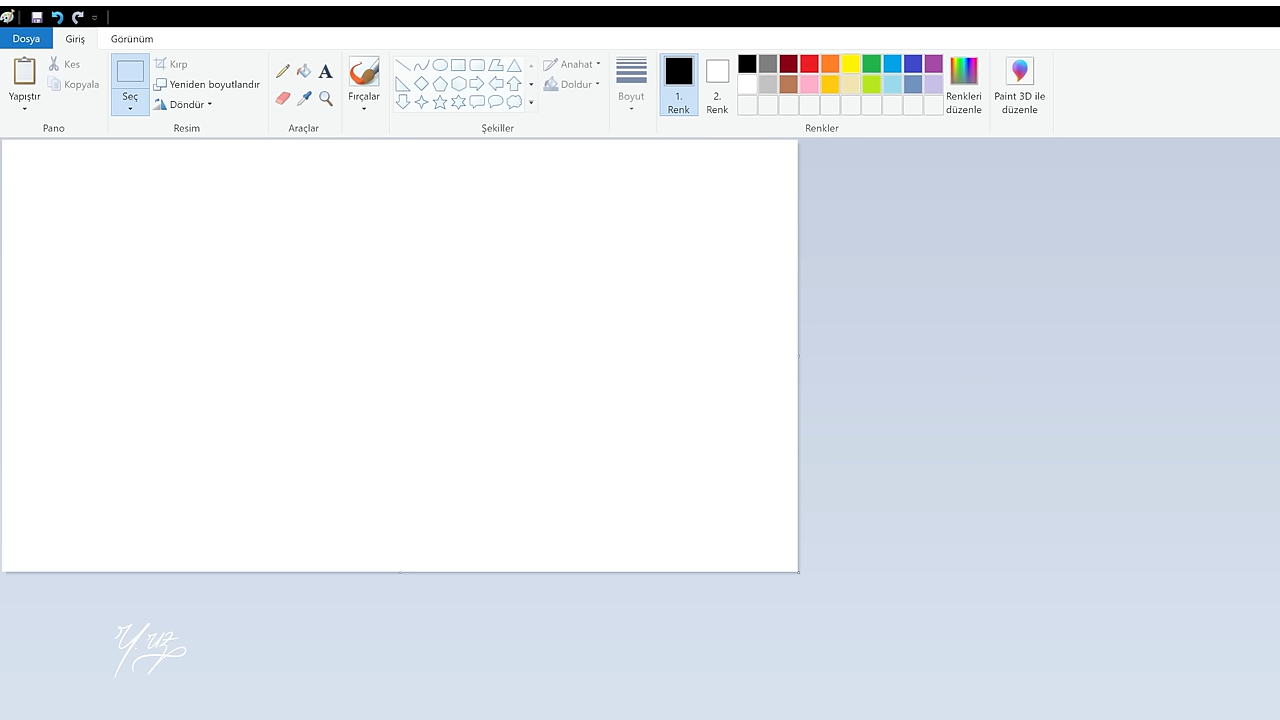 Dosya Giriş Görünüm
Yapıştır
Kes
Kopyala
Pano
Seç
Kırp
Yeniden boyutlandır
Döndür
Resim
A
Araçlar
Fırçalar
Anahat
Doldur
Şekiller
Boyut
1.
Renk
2.
Renk
Renkleri
düzenle
Renkler
Paint 3D ile
düzenle
Y.uz